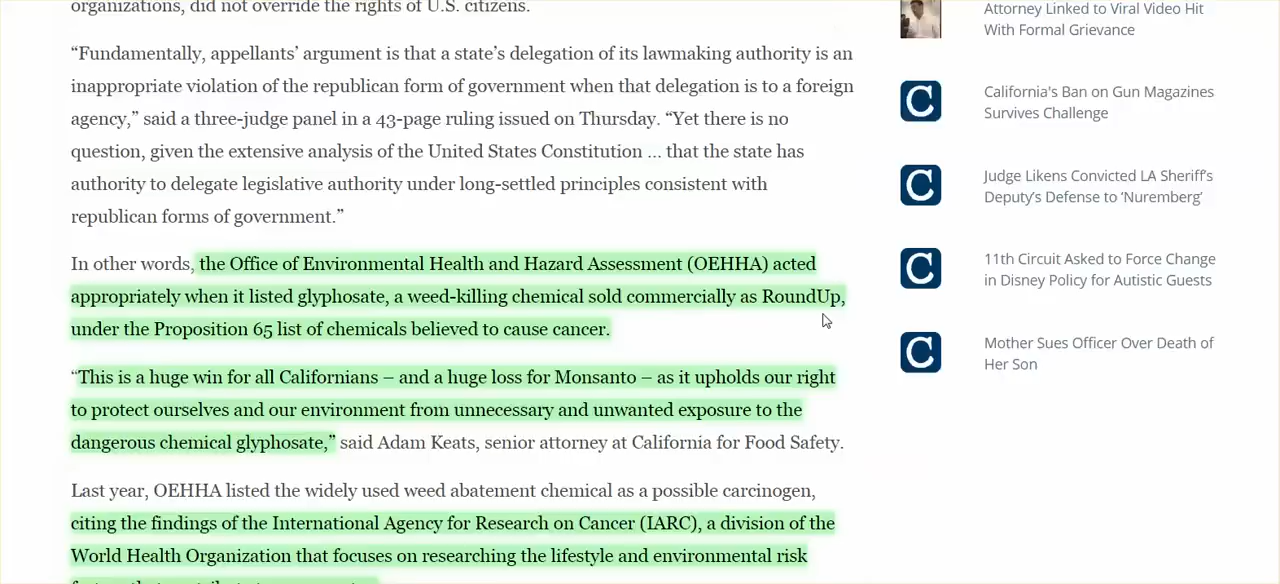 organizations, did not override the rights of U.S. citizens.
“Fundamentally, appellants’ argument is that a state’s delegation of its lawmaking authority is an
inappropriate violation of the republican form of government when that delegation is to a foreign
agency,” said a three-judge panel in a 43-page ruling issued on Thursday. “Yet there is no
question, given the extensive analysis of the United States Constitution ... that the state has
authority to delegate legislative authority under long-settled principles consistent with
republican forms of government.”
In other words, the Office of Environmental Health and Hazard Assessment (OEHHA) acted
appropriately when it listed glyphosate, a weed-killing chemical sold commercially as RoundUp,
under the Proposition 65 list of chemicals believed to cause cancer.
“This is a huge win for all Californians – and a huge loss for Monsanto – as it upholds our right
to protect ourselves and our environment from unnecessary and unwanted exposure to the
dangerous chemical glyphosate,” said Adam Keats, senior attorney at California for Food Safety.
Last year, OEHHA listed the widely used weed abatement chemical as a possible carcinogen,
citing the findings of the International Agency for Research on Cancer (IARC), a division of the
World Health Organization that focuses on researching the lifestyle and environmental risk
Attorney Linked to Viral Video Hit
With Formal Grievance
C
California's Ban on Gun Magazines
Survives Challenge
C
Judge Likens Convicted LA Sheriff’s
Deputy’s Defense to ‘Nuremberg’
C
11th Circuit Asked to Force Change
in Disney Policy for Autistic Guests
C
Mother Sues Officer Over Death of
Her Son